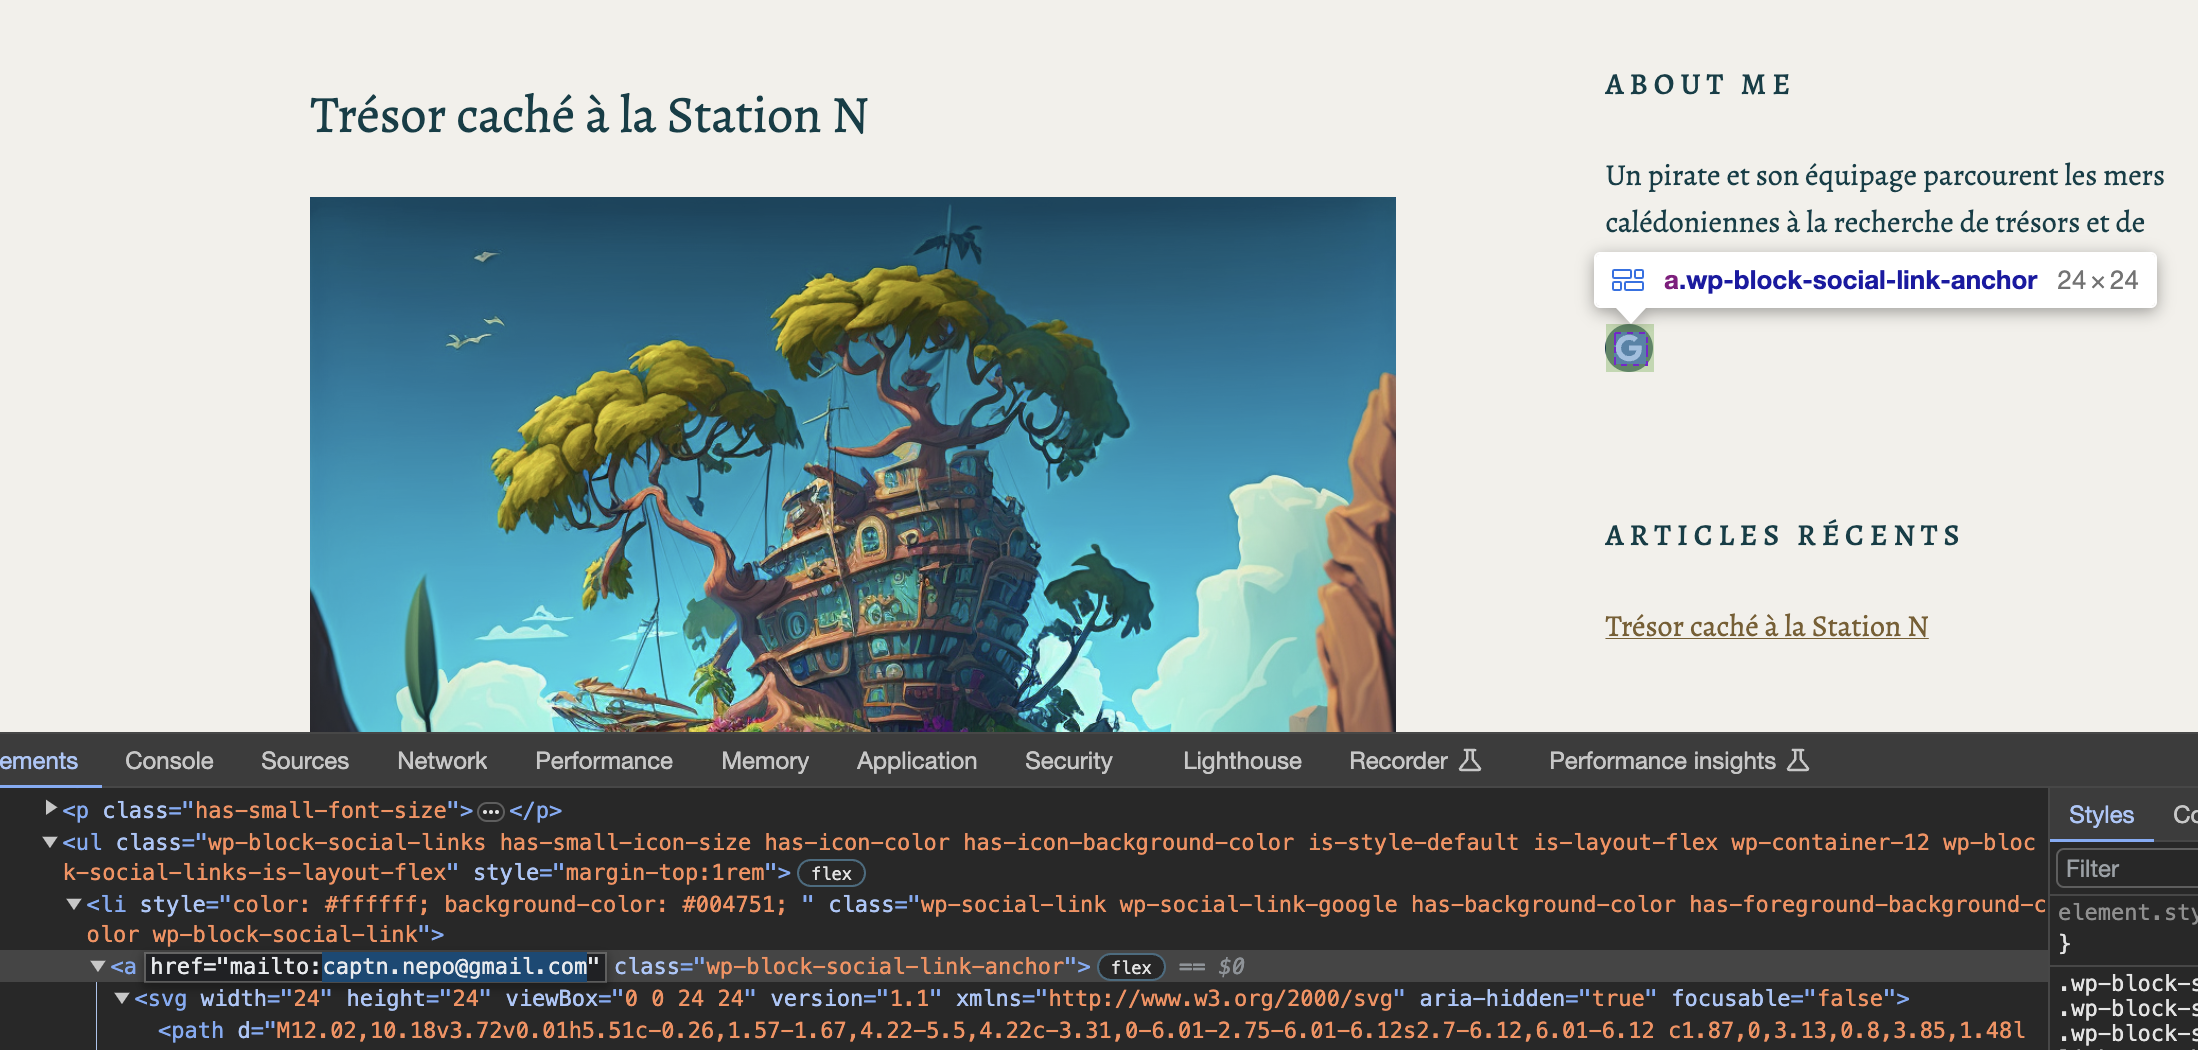 Trésor caché à la Station N
ABOUT ME
Un pirate et son équipage parcourent les mers
calédoniennes à la recherche de trésors et de
a.wp-block-social-link-anchor 24×24
G
ARTICLES RÉCENTS
Trésor caché à la Station N
ements Console Sources Network Performance Memory Application Security Lighthouse Recorder Performance insights
<p class="has-small-font-size">…</p>
<ul class="wp-block-social-links has-small-icon-size has-icon-color has-icon-background-color is-style-default is-layout-flex wp-container-12 wp-bloc
k-social-links-is-layout-flex" style="margin-top:1rem"> flex
<li style="color: #ffffff; background-color: #004751; " class="wp-social-link wp-social-link-google has-background-color has-foreground-background-c
olor wp-block-social-link">
<a href="mailto:captn.nepo@gmail.com" class="wp-block-social-link-anchor"> flex == $0
<svg width="24" height="24" viewBox="0 0 24 24" version="1.1" xmlns="http://www.w3.org/2000/svg" aria-hidden="true" focusable="false">
<path d="M12.02,10.18v3.72v0.01h5.51c-0.26,1.57-1.67,4.22-5.5,4.22c-3.31,0-6.01-2.75-6.01-6.12s2.7-6.12,6.01-6.12 c1.87,0,3.13,0.8,3.85,1.48l
Styles Co
Filter
element.sty
}
.wp-block-s
.wp-block-s
.wp-block-s